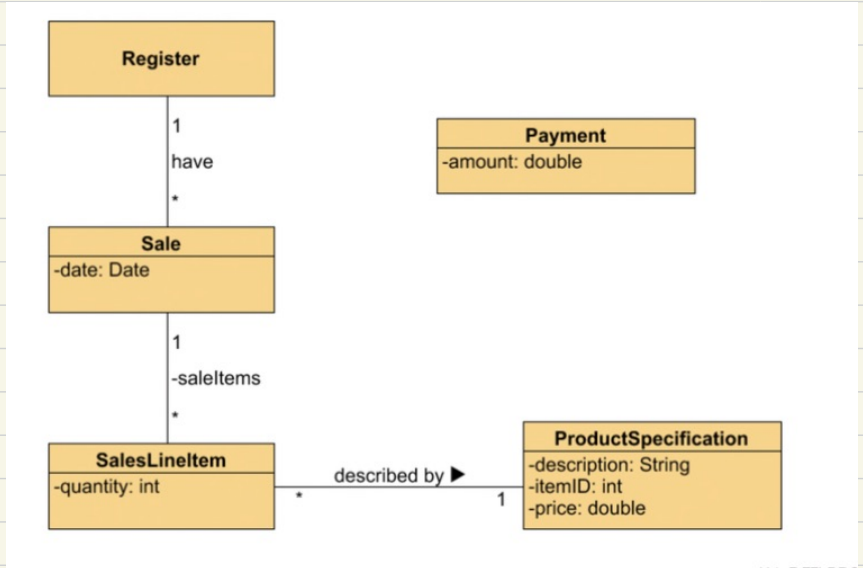 Register
1
have
*
Payment
-amount: double
Sale
-date: Date
1
-saleItems
*
SalesLineItem
-quantity: int
described by ▶
*
1
ProductSpecification
-description: String
-itemID: int
-price: double